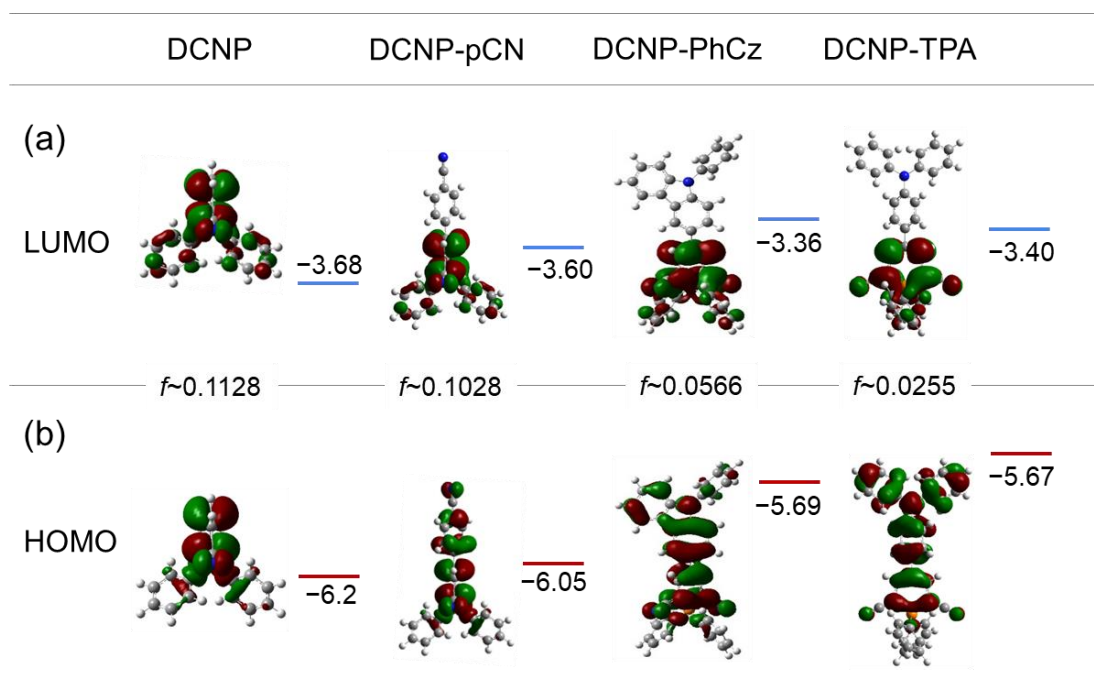 DCNP DCNP-pCN DCNP-PhCz DCNP-TPA
(a)
LUMO
−3.68 −3.60 −3.36 −3.40
f~0.1128 f~0.1028 f~0.0566 f~0.0255
(b)
HOMO
−6.2 −6.05 −5.69 −5.67